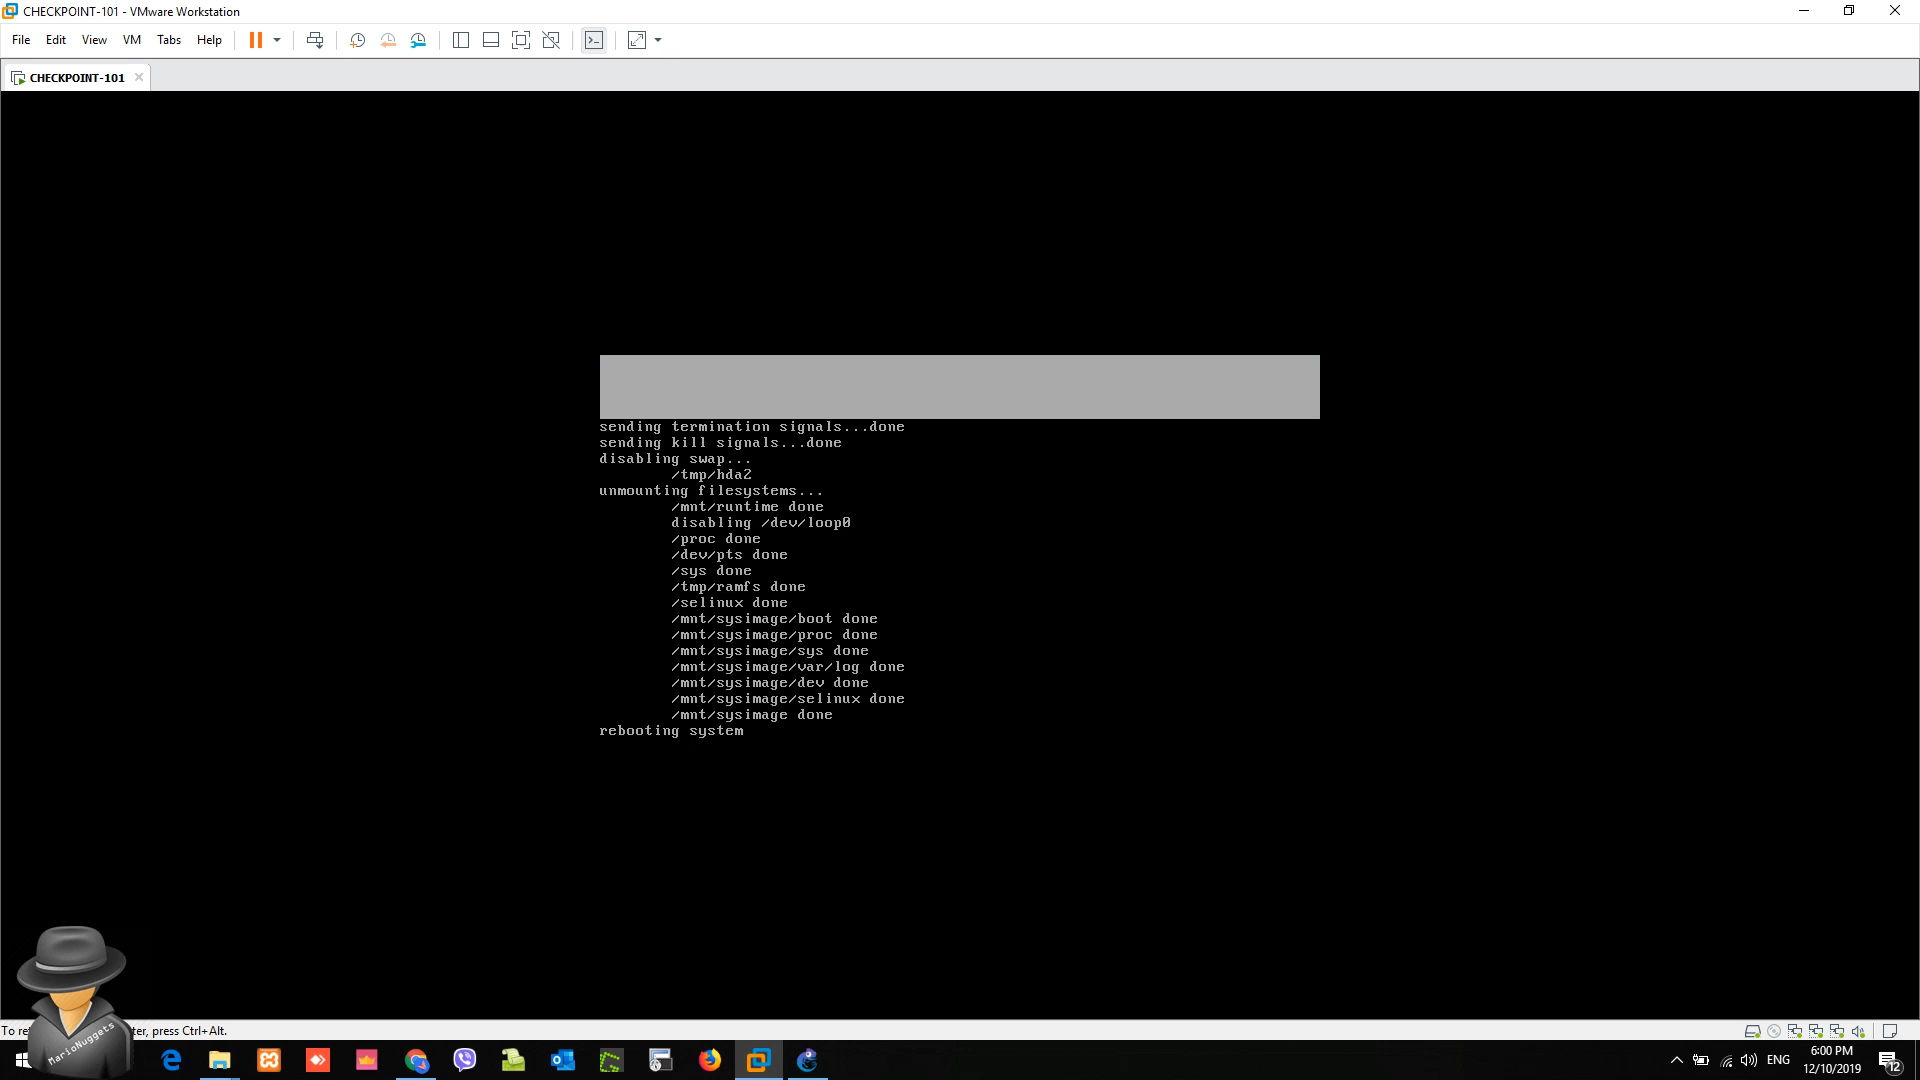 CHECKPOINT-101 - VMware Workstation
File Edit View VM Tabs Help
CHECKPOINT-101
sending termination signals...done
sending kill signals...done
disabling swap...
/tmp/hda2
unmounting filesystems...
/mnt/runtime done
disabling /dev/loop0
/proc done
/dev/pts done
/sys done
/tmp/ramfs done
/selinux done
/mnt/sysimage/boot done
/mnt/sysimage/proc done
/mnt/sysimage/sys done
/mnt/sysimage/var/log done
/mnt/sysimage/dev done
/mnt/sysimage/selinux done
/mnt/sysimage done
rebooting system
To re ter, press Ctrl+Alt.
MarioNuggets
ENG
6:00 PM
12/10/2019
12